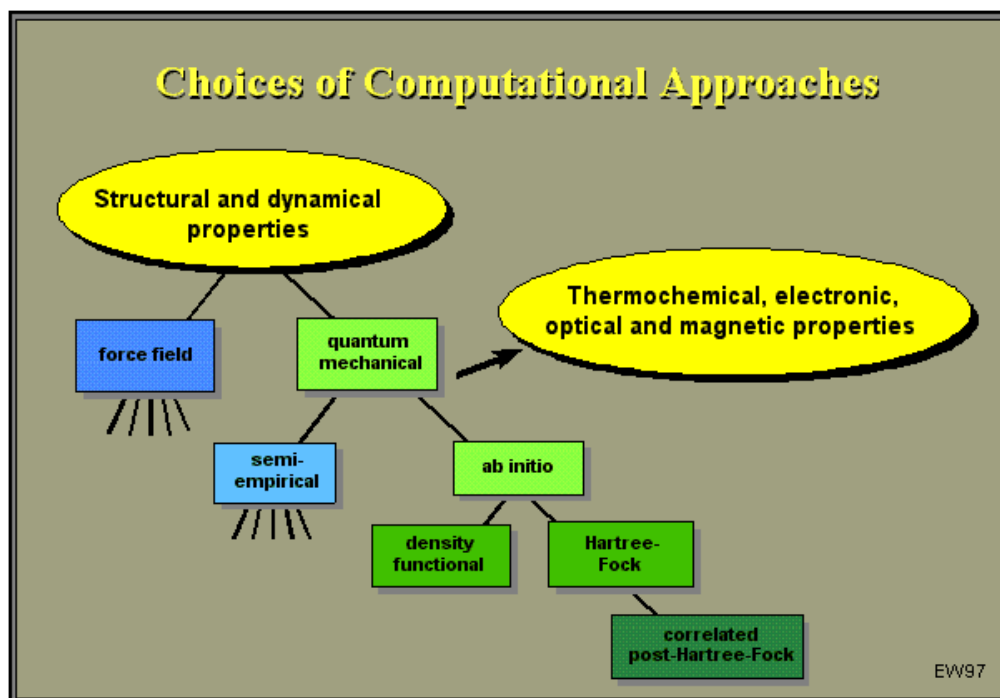 Choices of Computational Approaches
Structural and dynamical
properties
Thermochemical, electronic,
optical and magnetic properties
force field
quantum
mechanical
semi-
empirical
ab initio
density
functional
Hartree-
Fock
correlated
post-Hartree-Fock
EW97